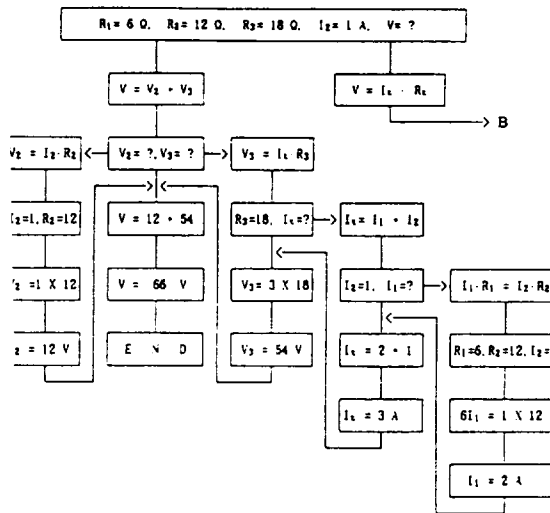 R₁= 6 Ω, R₂= 12 Ω, R₃= 18 Ω, I₂= 1 A, V= ?
V = V₂ + V₃
V = Iₜ · Rₜ
B
V₂ = I₂·R₂
V₂= ?, V₃= ?
V₃ = Iₜ·R₃
I₂=1, R₂=12
V = 12 + 54
R₃=18, Iₜ=?
Iₜ= I₁ + I₂
V₂ =1 X 12
V = 66 V
V₃= 3 X 18
I₂=1, I₁=?
I₁·R₁ = I₂·R₂
₂ = 12 V
E N D
V₃ = 54 V
Iₜ = 2 + 1
R₁=6, R₂=12, I₂=
Iₜ = 3 A
6I₁ = 1 X 12
I₁ = 2 A